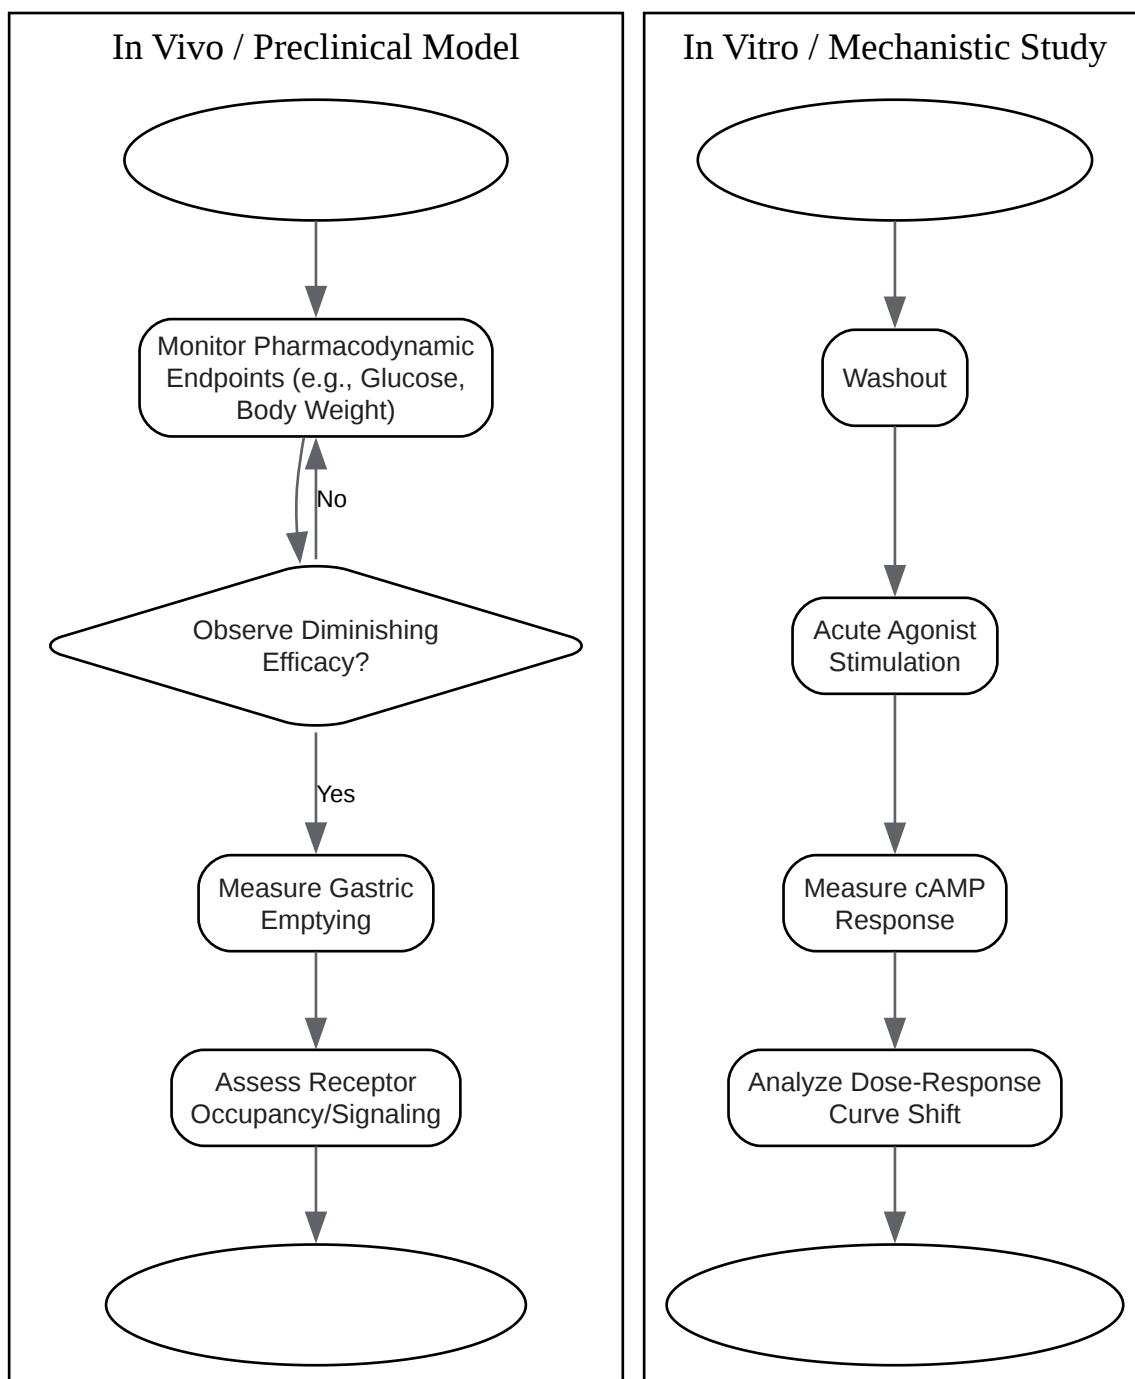 In Vivo / Preclinical Model
Monitor Pharmacodynamic
Endpoints (e.g., Glucose,
Body Weight)
No
Observe Diminishing
Efficacy?
Yes
Measure Gastric
Emptying
Assess Receptor
Occupancy/Signaling
In Vitro / Mechanistic Study
Washout
Acute Agonist
Stimulation
Measure cAMP
Response
Analyze Dose-Response
Curve Shift